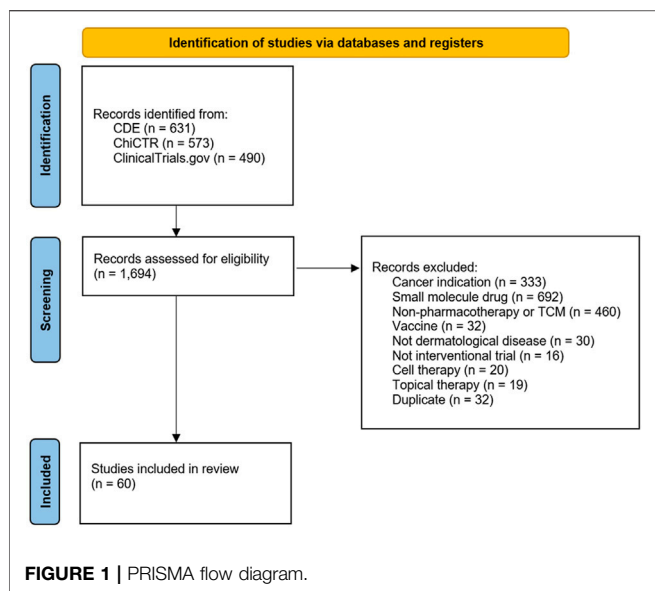 Identification of studies via databases and registers
Identification
Records identified from:
CDE (n = 631)
ChiCTR (n = 573)
ClinicalTrials.gov (n = 490)
Screening
Records assessed for eligibility
(n = 1,694)
Records excluded:
Cancer indication (n = 333)
Small molecule drug (n = 692)
Non-pharmacotherapy or TCM (n = 460)
Vaccine (n = 32)
Not dermatological disease (n = 30)
Not interventional trial (n = 16)
Cell therapy (n = 20)
Topical therapy (n = 19)
Duplicate (n = 32)
Included
Studies included in review
(n = 60)
FIGURE 1 | PRISMA flow diagram.